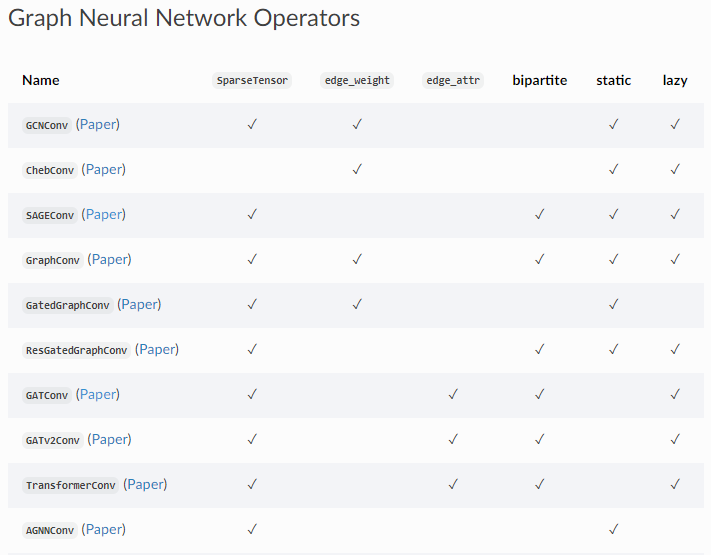 Graph Neural Network Operators
Name SparseTensor edge_weight edge_attr bipartite static lazy
GCNConv (Paper) ✓ ✓ ✓ ✓
ChebConv (Paper) ✓ ✓ ✓
SAGEConv (Paper) ✓ ✓ ✓ ✓
GraphConv (Paper) ✓ ✓ ✓ ✓ ✓
GatedGraphConv (Paper) ✓ ✓ ✓
ResGatedGraphConv (Paper) ✓ ✓ ✓ ✓
GATConv (Paper) ✓ ✓ ✓ ✓
GATv2Conv (Paper) ✓ ✓ ✓ ✓
TransformerConv (Paper) ✓ ✓ ✓ ✓
AGNNConv (Paper) ✓ ✓